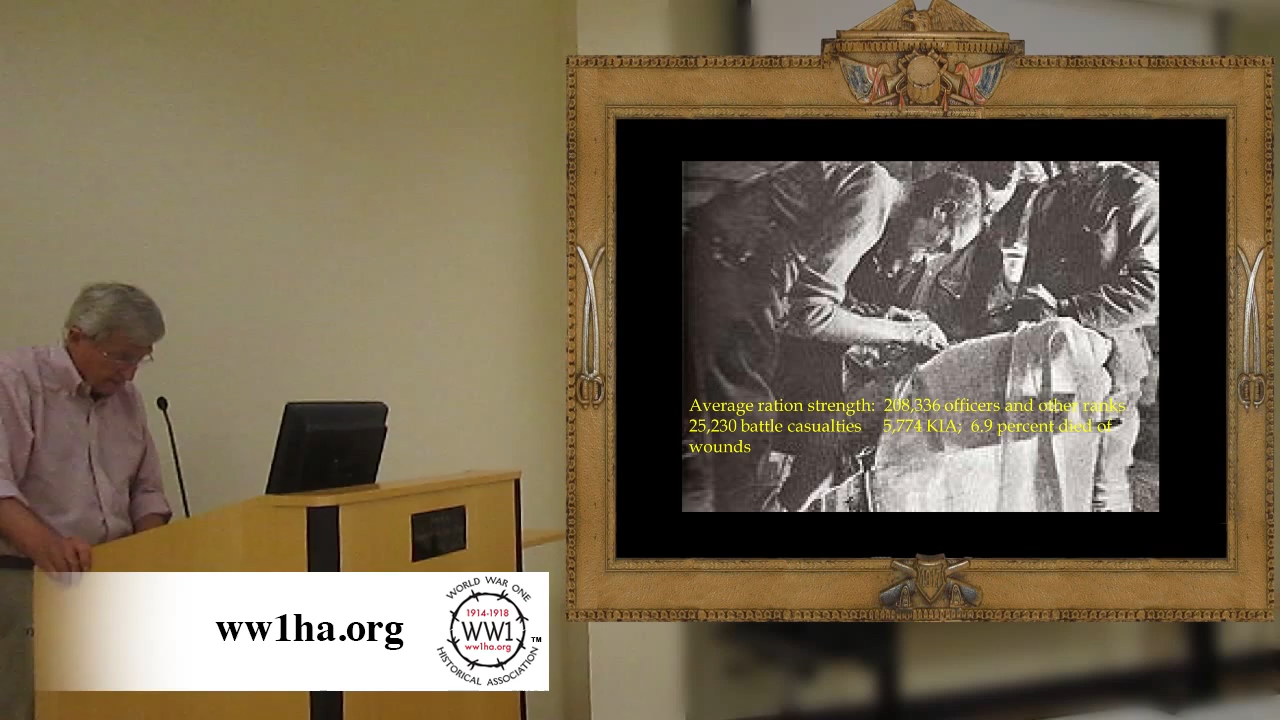 Average ration strength: 208,336 officers and other ranks
25,230 battle casualties 5,774 KIA; 6.9 percent died of
wounds
ww1ha.org
WORLD WAR ONE
1914-1918
WW1
ww1ha.org
HISTORICAL ASSOCIATION
TM